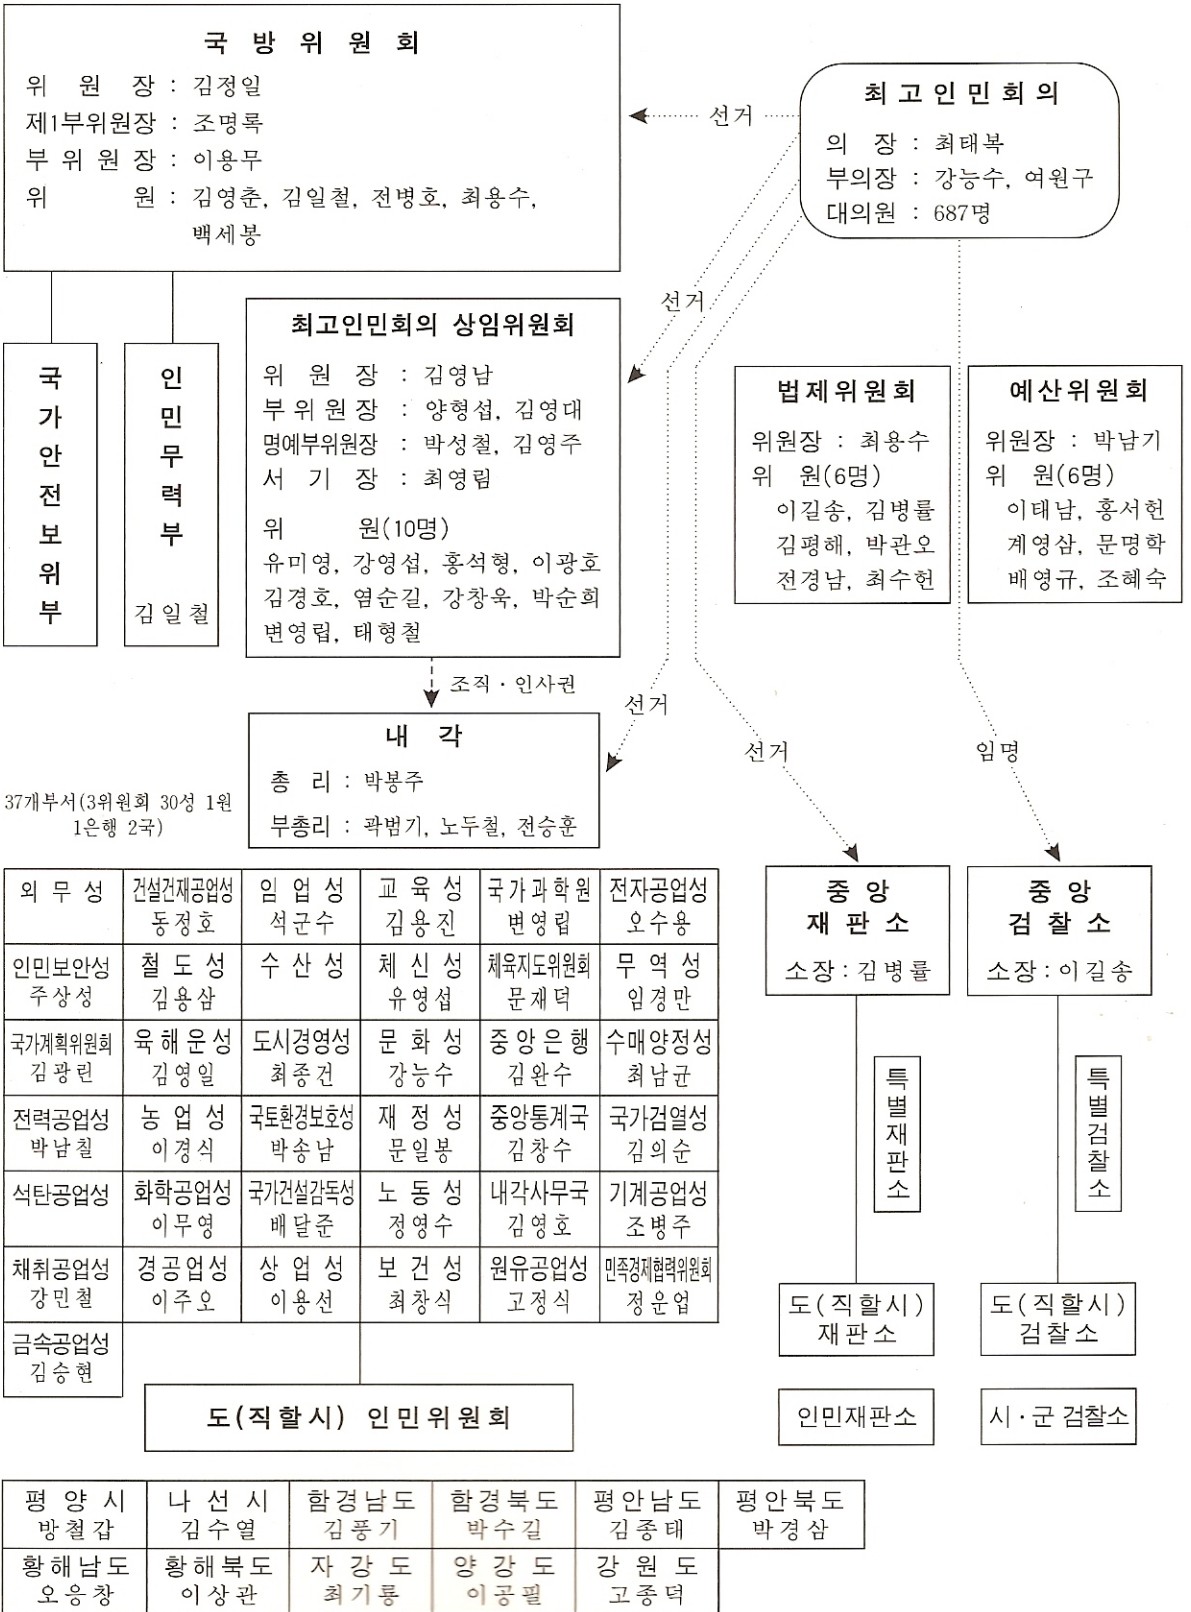 국 방 위 원 회
위 원 장 : 김정일
제1부위원장 : 조명록
부 위 원 장 : 이용무
위 원 : 김영춘, 김일철, 전병호, 최용수,
백세봉
최고인민회의
의 장 : 최태복
부의장 : 강능수, 여원구
대의원 : 687명
선거
선거
국가안전보위부
인민무력부
김일철
최고인민회의 상임위원회
위 원 장 : 김영남
부 위 원 장 : 양형섭, 김영대
명예부위원장 : 박성철, 김영주
서 기 장 : 최영림
위 원(10명)
유미영, 강영섭, 홍석형, 이광호
김경호, 염순길, 강창욱, 박순희
변영립, 태형철
법제위원회
위원장 : 최용수
위 원(6명)
이길송, 김병률
김평해, 박관오
전경남, 최수헌
예산위원회
위원장 : 박남기
위 원(6명)
이태남, 홍서헌
계영삼, 문명학
배영규, 조혜숙
조직 · 인사권
선거
선거
임명
내 각
총 리 : 박봉주
부총리 : 곽범기, 노두철, 전승훈
37개부서(3위원회 30성 1원
1은행 2국)
외 무 성 건설건재공업성 임 업 성 교 육 성 국가과학원 전자공업성
동정호 석군수 김용진 변영립 오수용
인민보안성 철 도 성 수 산 성 체 신 성 체육지도위원회 무 역 성
주상성 김용삼 유영섭 문재덕 임경만
국가계획위원회 육해운성 도시경영성 문 화 성 중앙은행 수매양정성
김광린 김영일 최종건 강능수 김완수 최남균
전력공업성 농 업 성 국토환경보호성 재 정 성 중앙통계국 국가검열성
박남칠 이경식 박송남 문일봉 김창수 김의순
석탄공업성 화학공업성 국가건설감독성 노 동 성 내각사무국 기계공업성
이무영 배달준 정영수 김영호 조병주
채취공업성 경공업성 상 업 성 보 건 성 원유공업성 민족경제협력위원회
강민철 이주오 이용선 최창식 고정식 정운업
금속공업성
김승현
중앙
재판소
소장 : 김병률
중앙
검찰소
소장 : 이길송
특별재판소
특별검찰소
도(직할시)
재판소
도(직할시)
검찰소
인민재판소
시 · 군 검찰소
도(직할시) 인민위원회
평 양 시 나 선 시 함경남도 함경북도 평안남도 평안북도
방철갑 김수열 김풍기 박수길 김종태 박경삼
황해남도 황해북도 자 강 도 양 강 도 강 원 도
오응창 이상관 최기룡 이공필 고종덕